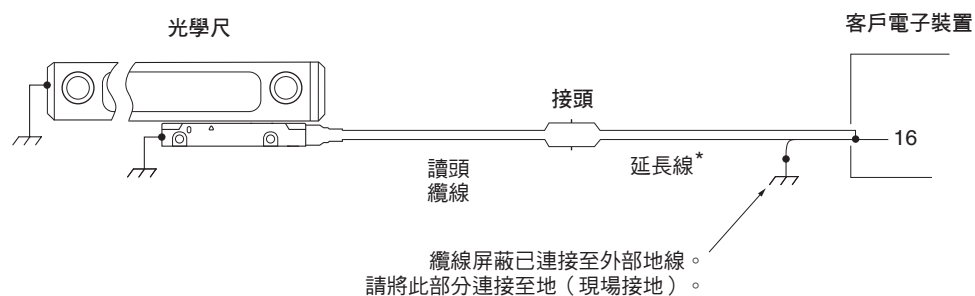 光學尺
客戶電子裝置
接頭
16
讀頭
纜線
延長線*
纜線屏蔽已連接至外部地線。
請將此部分連接至地（現場接地）。